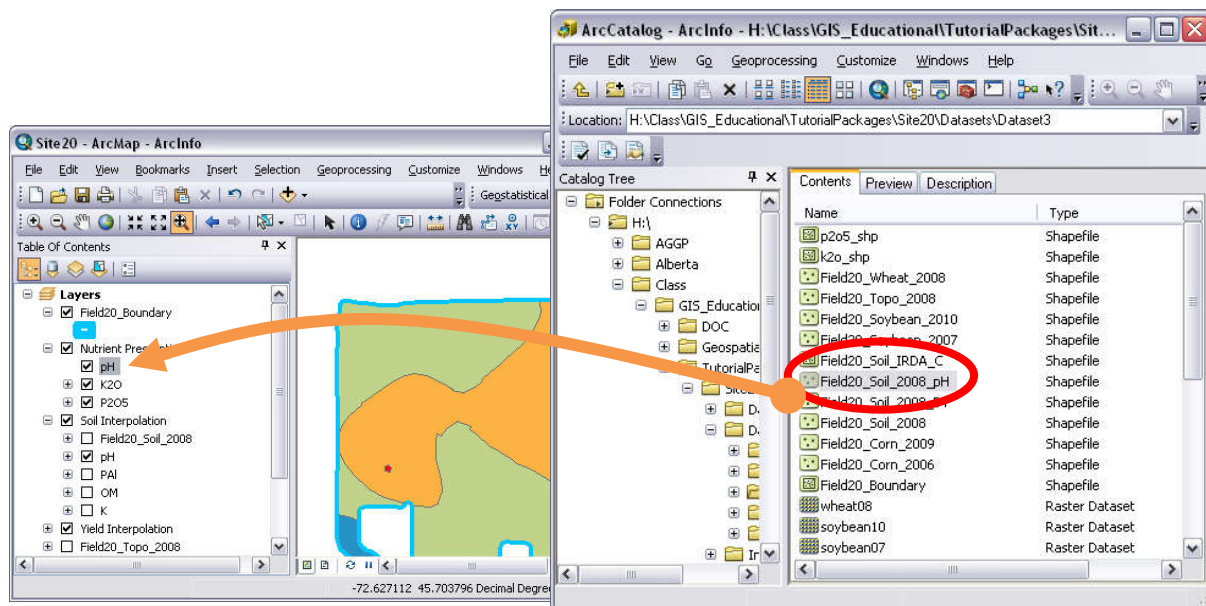 Site20 - ArcMap - ArcInfo
File Edit View Bookmarks Insert Selection Geoprocessing Customize Windows
Geostatistical
Table Of Contents
Layers
Field20_Boundary
pH
K2O
P2O5
Soil Interpolation
Field20_Soil_2008
pH
PAl
OM
K
Yield Interpolation
Field20_Topo_2008
-72.627112 45.703796 Decimal Degre
ArcCatalog - ArcInfo - H:\Class\GIS_Educational\TutorialPackages\Sit...
File Edit View Go Geoprocessing Customize Windows Help
Location: H:\Class\GIS_Educational\TutorialPackages\Site20\Datasets\Dataset3
Catalog Tree
Folder Connections
H:\
AGGP
Alberta
Class
GIS_Education
DOC
Geospatia
TutorialPa
Contents Preview Description
Name Type
p2o5_shp Shapefile
k2o_shp Shapefile
Field20_Wheat_2008 Shapefile
Field20_Topo_2008 Shapefile
Field20_Soybean_2010 Shapefile
Field20_Soybean_2007 Shapefile
Field20_Soil_IRDA_C Shapefile
Field20_Soil_2008_pH Shapefile
Shapefile
Field20_Soil_2008 Shapefile
Field20_Corn_2009 Shapefile
Field20_Corn_2006 Shapefile
Field20_Boundary Shapefile
wheat08 Raster Dataset
soybean10 Raster Dataset
soybean07 Raster Dataset